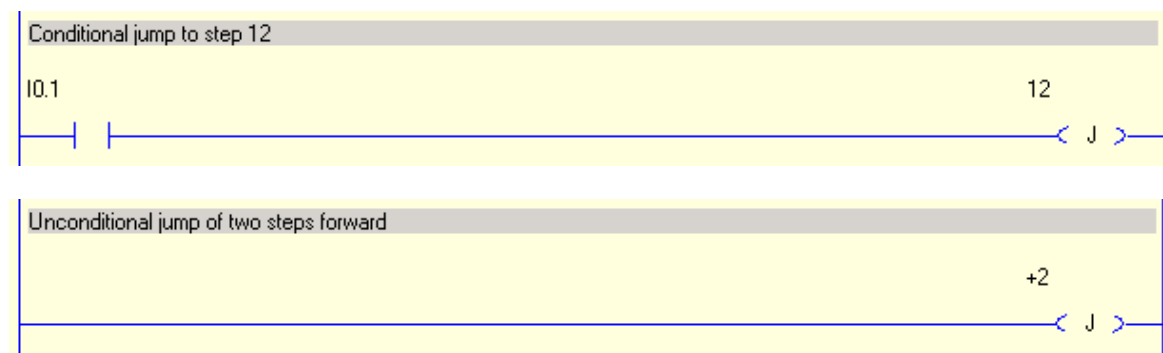 Conditional jump to step 12
I0.1 12
J
Unconditional jump of two steps forward
+2
J